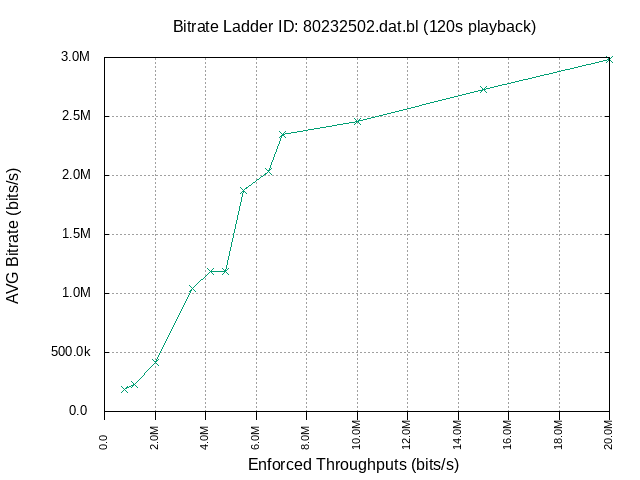 Bitrate Ladder ID: 80232502.dat.bl (120s playback)
3.0M
2.5M
2.0M
1.5M
1.0M
500.0k
0.0
AVG Bitrate (bits/s)
0.0 2.0M 4.0M 6.0M 8.0M 10.0M 12.0M 14.0M 16.0M 18.0M 20.0M
Enforced Throughputs (bits/s)